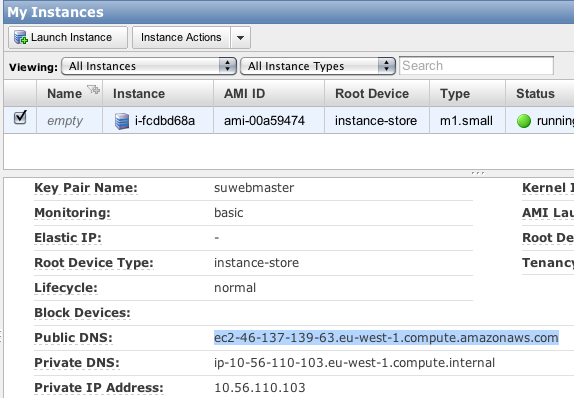 My Instances
Launch Instance Instance Actions
Viewing: All Instances All Instance Types Search
Name Instance AMI ID Root Device Type Status
empty i-fcdbd68a ami-00a59474 instance-store m1.small running
Key Pair Name: suwebmaster Kernel I
Monitoring: basic AMI Lau
Elastic IP: - Root De
Root Device Type: instance-store Tenancy
Lifecycle: normal
Block Devices:
Public DNS: ec2-46-137-139-63.eu-west-1.compute.amazonaws.com
Private DNS: ip-10-56-110-103.eu-west-1.compute.internal
Private IP Address: 10.56.110.103